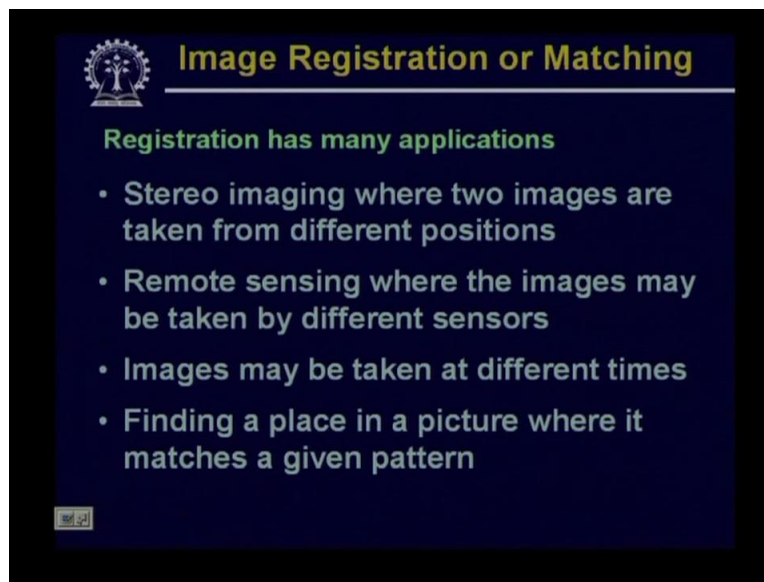 Image Registration or Matching
Registration has many applications
• Stereo imaging where two images are
taken from different positions
• Remote sensing where the images may
be taken by different sensors
• Images may be taken at different times
• Finding a place in a picture where it
matches a given pattern